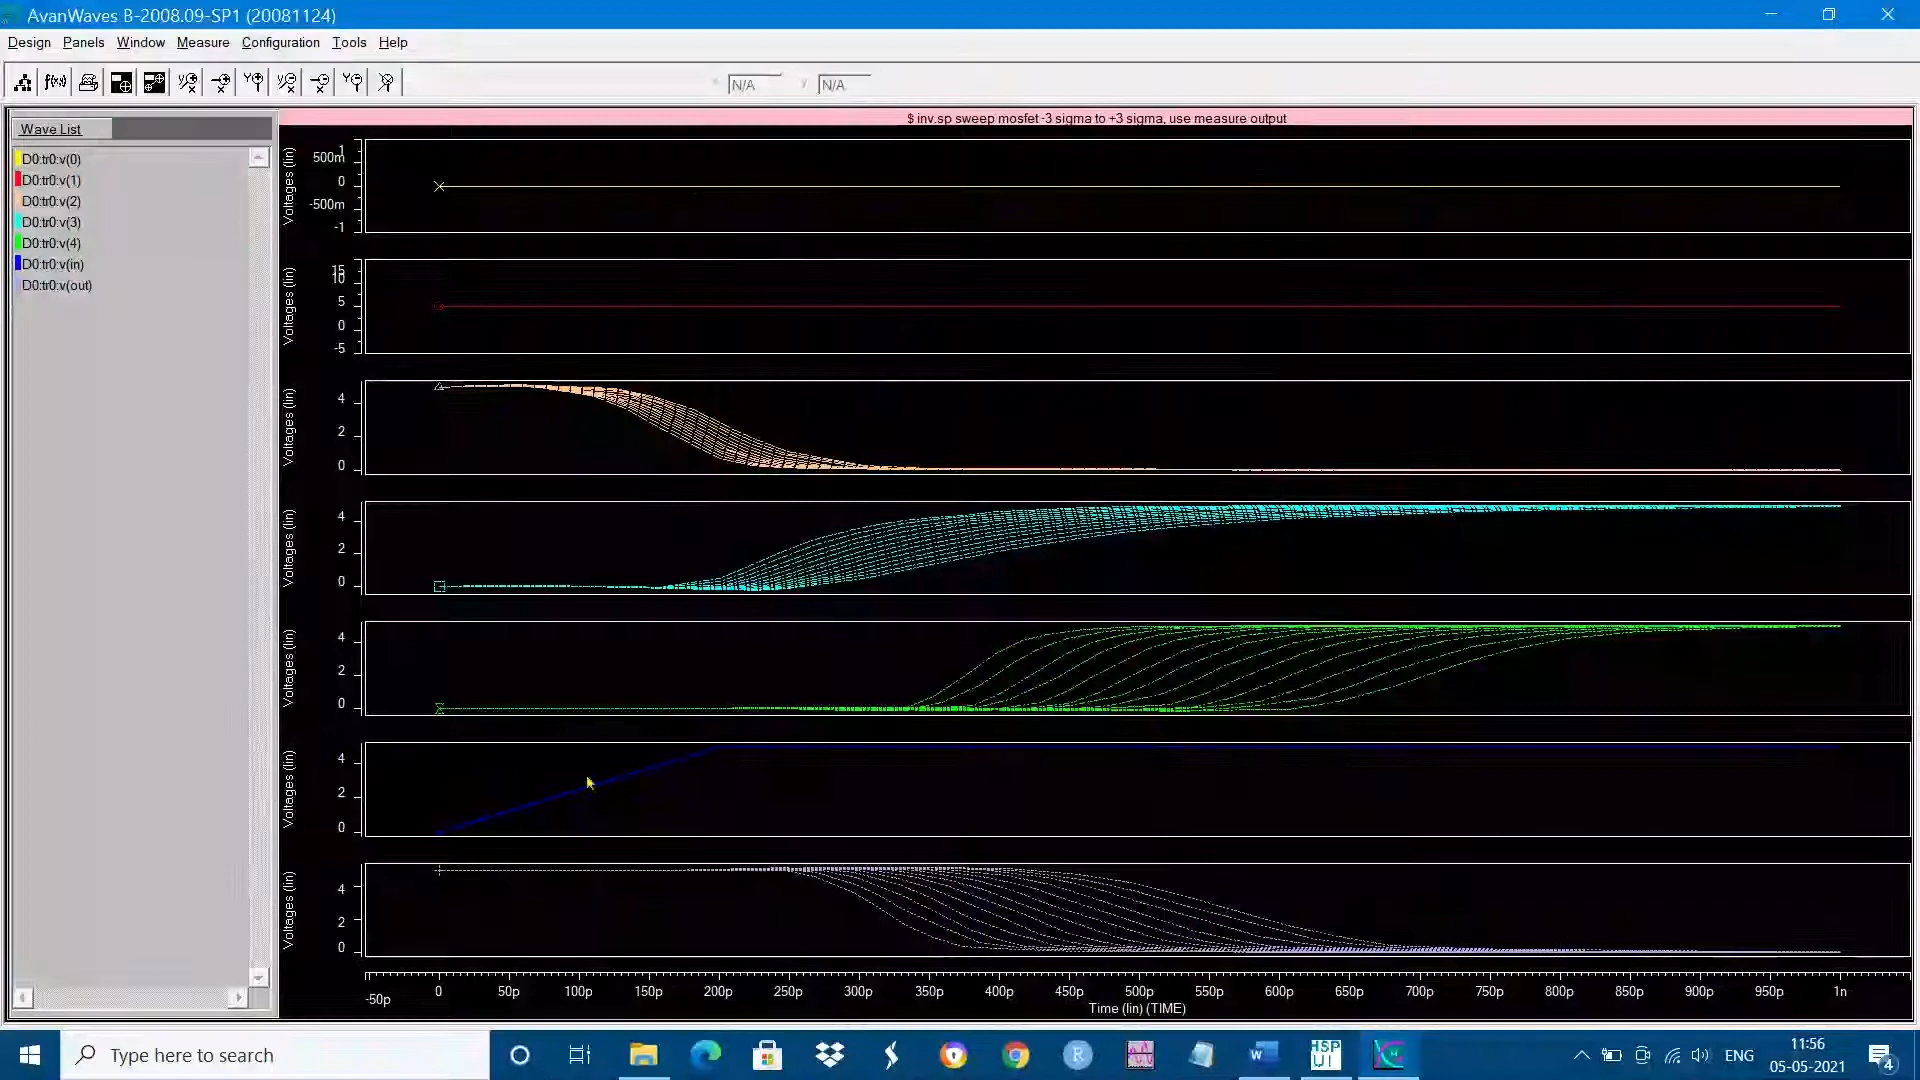 AvanWaves B-2008.09-SP1 (20081124)
Design Panels Window Measure Configuration Tools Help
f(x)
N/A
N/A
$ inv.sp sweep mosfet -3 sigma to +3 sigma, use measure output
Wave List
D0:tr0:v(0)
D0:tr0:v(1)
D0:tr0:v(2)
D0:tr0:v(3)
D0:tr0:v(4)
D0:tr0:v(in)
D0:tr0:v(out)
Voltages (lin)
1
500m
0
-500m
-1
Voltages (lin)
15
10
5
0
-5
Voltages (lin)
4
2
0
Voltages (lin)
4
2
0
Voltages (lin)
4
2
0
Voltages (lin)
4
2
0
Voltages (lin)
4
2
0
-50p 0 50p 100p 150p 200p 250p 300p 350p 400p 450p 500p 550p 600p 650p 700p 750p 800p 850p 900p 950p 1n
Time (lin) (TIME)
Type here to search
HSP
UI
ENG
11:56
05-05-2021
4